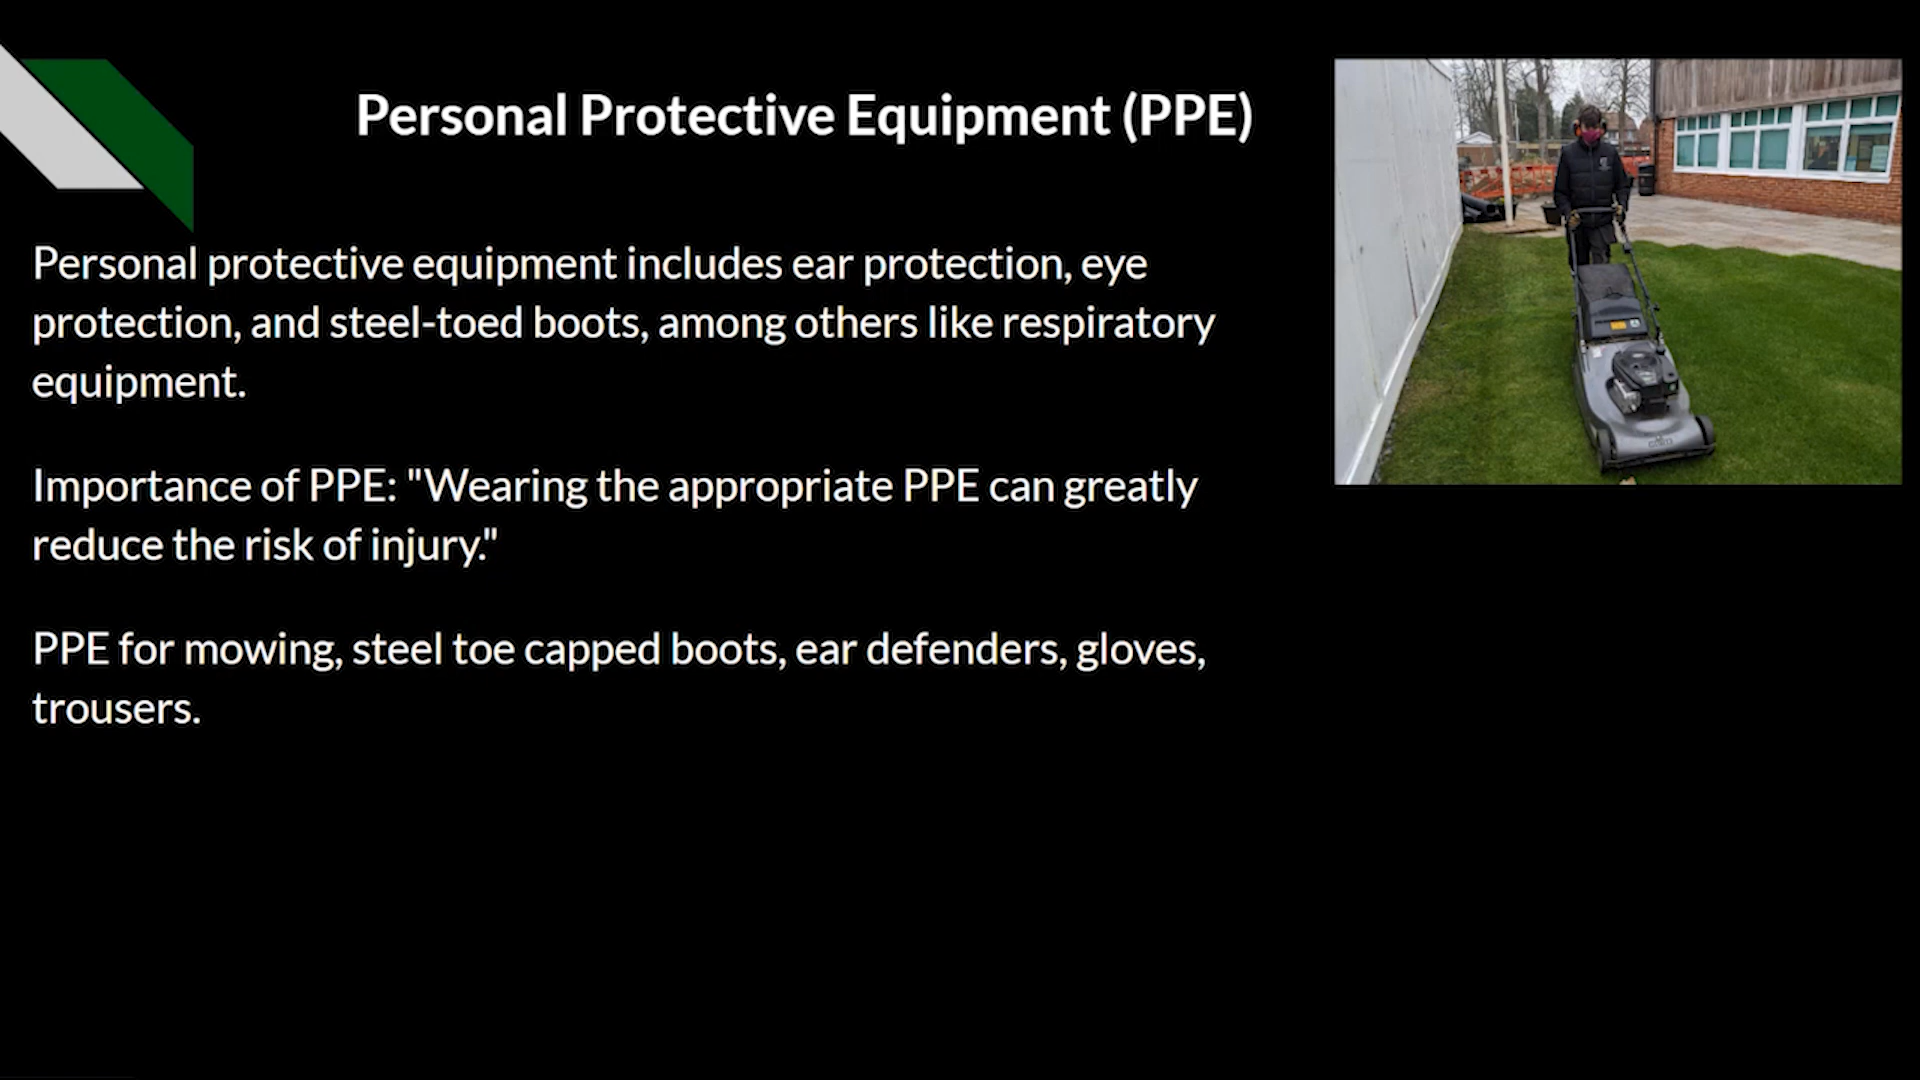 Personal Protective Equipment (PPE)
Personal protective equipment includes ear protection, eye
protection, and steel-toed boots, among others like respiratory
equipment.
Importance of PPE: "Wearing the appropriate PPE can greatly
reduce the risk of injury."
PPE for mowing, steel toe capped boots, ear defenders, gloves,
trousers.